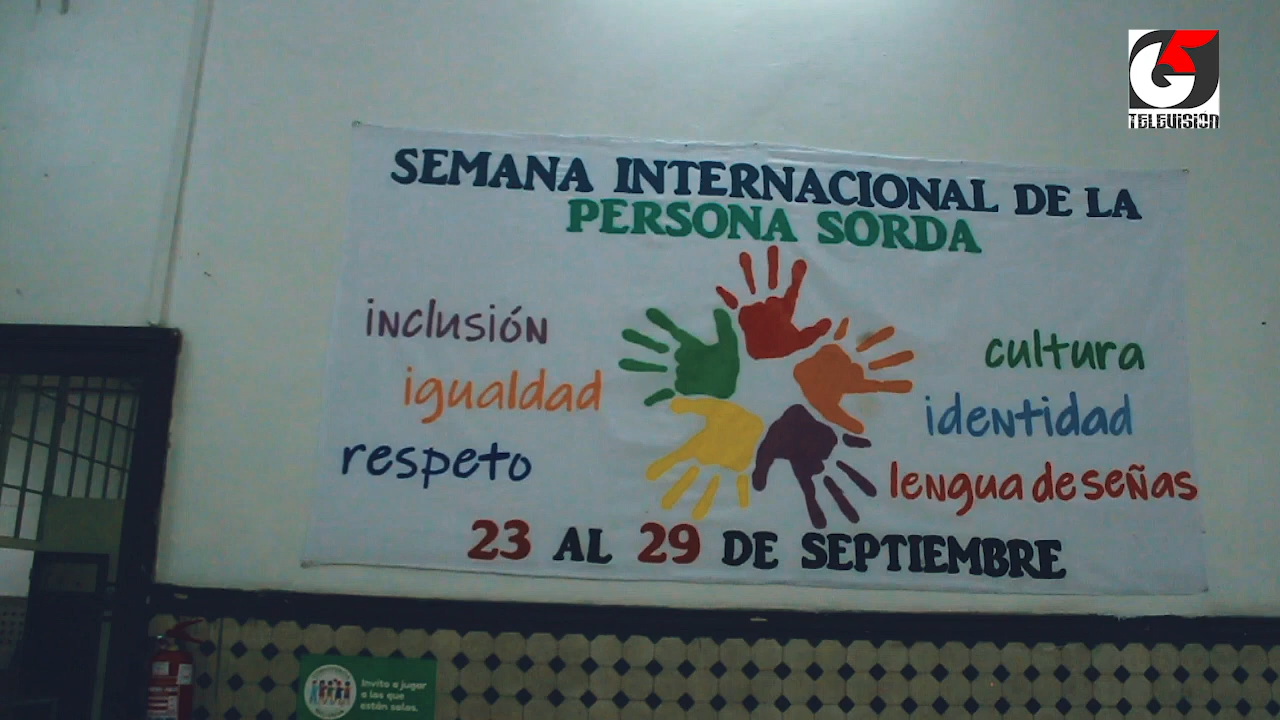 G5
TELEVISIÓN
SEMANA INTERNACIONAL DE LA
PERSONA SORDA
inclusión
igualdad
respeto
cultura
identidad
lengua de señas
23 AL 29 DE SEPTIEMBRE
Invito a jugar
a los que
están solos.